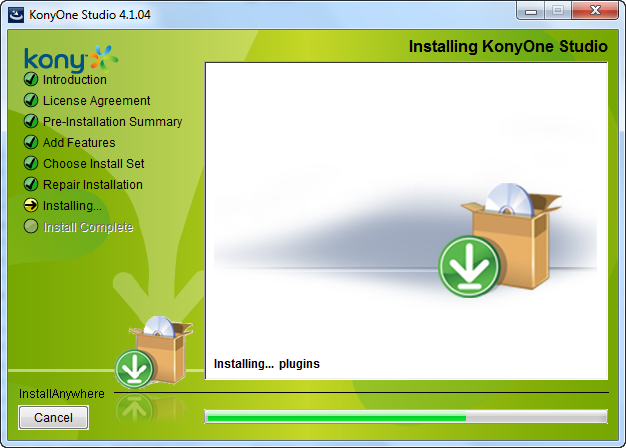 KonyOne Studio 4.1.04
Installing KonyOne Studio
kony
Introduction
License Agreement
Pre-Installation Summary
Add Features
Choose Install Set
Repair Installation
Installing...
Install Complete
Installing... plugins
InstallAnywhere
Cancel